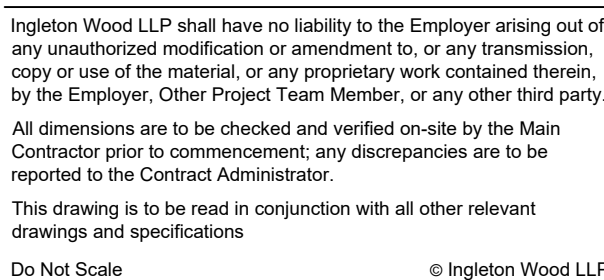 Ingleton Wood LLP shall have no liability to the Employer arising out of
any unauthorized modification or amendment to, or any transmission,
copy or use of the material, or any proprietary work contained therein,
by the Employer, Other Project Team Member, or any other third party.
All dimensions are to be checked and verified on-site by the Main
Contractor prior to commencement; any discrepancies are to be
reported to the Contract Administrator.
This drawing is to be read in conjunction with all other relevant
drawings and specifications
Do Not Scale © Ingleton Wood LLP